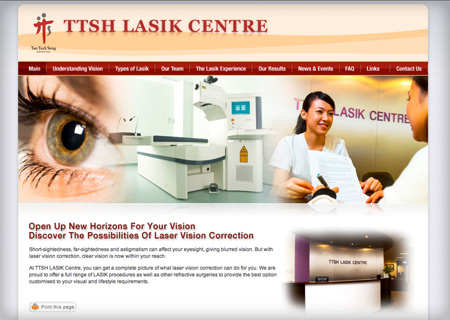 TTSH LASIK CENTRE
Tan Tock Seng
HOSPITAL
Main Understanding Vision Types of Lasik Our Team The Lasik Experience Our Results News & Events FAQ Links Contact Us
TTSH LASIK CENTRE
Open Up New Horizons For Your Vision
Discover The Possibilities Of Laser Vision Correction
Short-sightedness, far-sightedness and astigmatism can affect your eyesight, giving blurred vision. But with
laser vision correction, clear vision is now within your reach.
At TTSH LASIK Centre, you can get a complete picture of what laser vision correction can do for you. We are
proud to offer a full range of LASIK procedures as well as other refractive surgeries to provide the best option
customised to your visual and lifestyle requirements.
TTSH LASIK CENTRE
Print this page